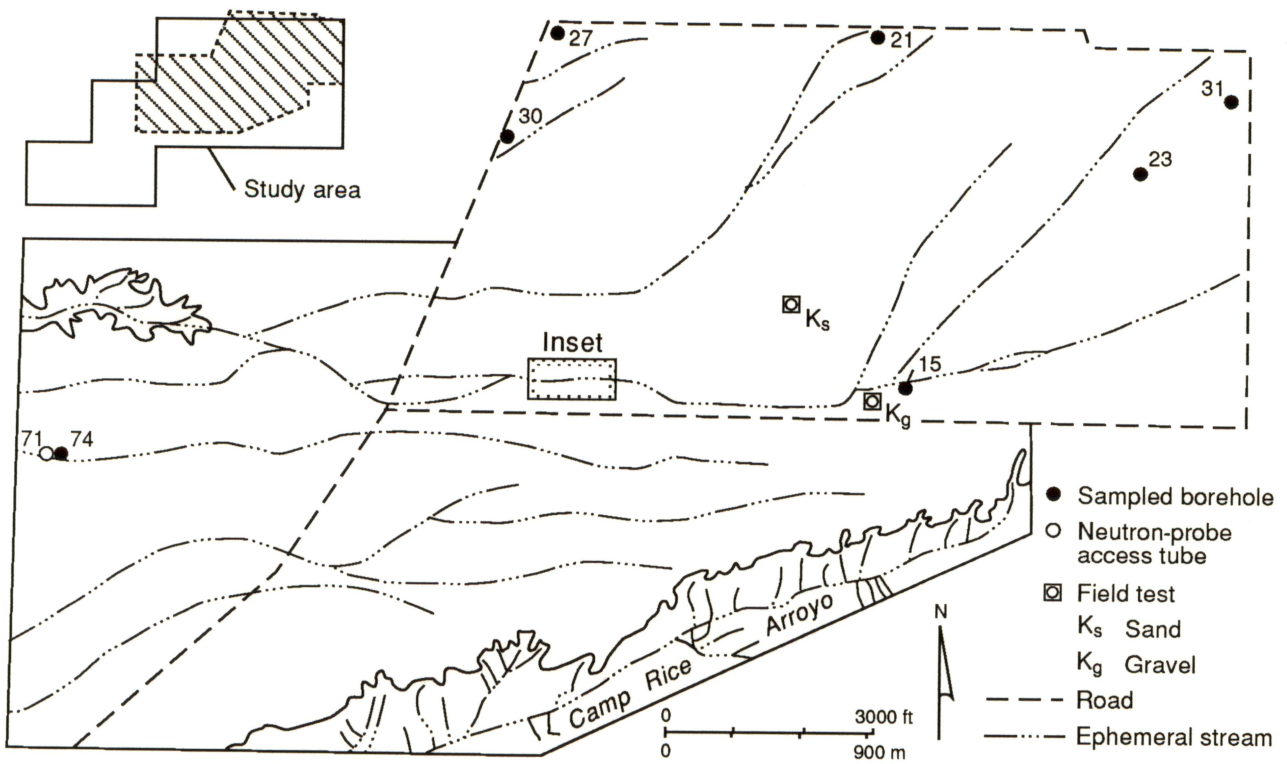 27
21
31
30
23
Study area
Ks
Inset
15
Kg
71
74
Sampled borehole
Neutron-probe
access tube
Field test
Ks Sand
Kg Gravel
Road
Ephemeral stream
N
Camp Rice Arroyo
0 3000 ft
0 900 m